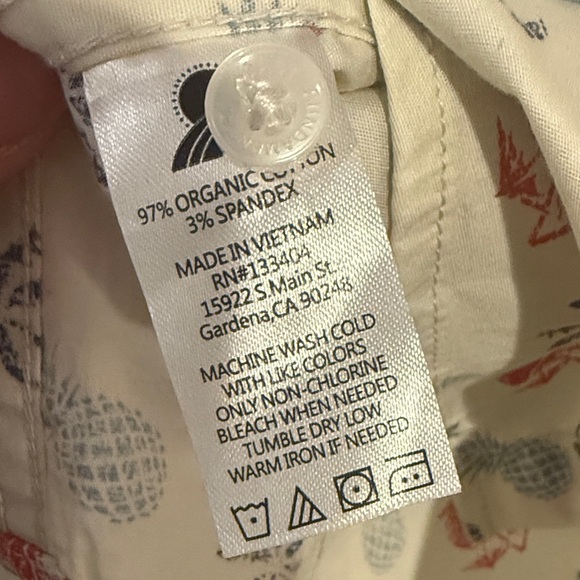 97% ORGANIC COTTON
3% SPANDEX
MADE IN VIETNAM
RN#133404
15922 S Main St.
Gardena,CA 90248
MACHINE WASH COLD
WITH LIKE COLORS
ONLY NON-CHLORINE
BLEACH WHEN NEEDED
TUMBLE DRY LOW
WARM IRON IF NEEDED